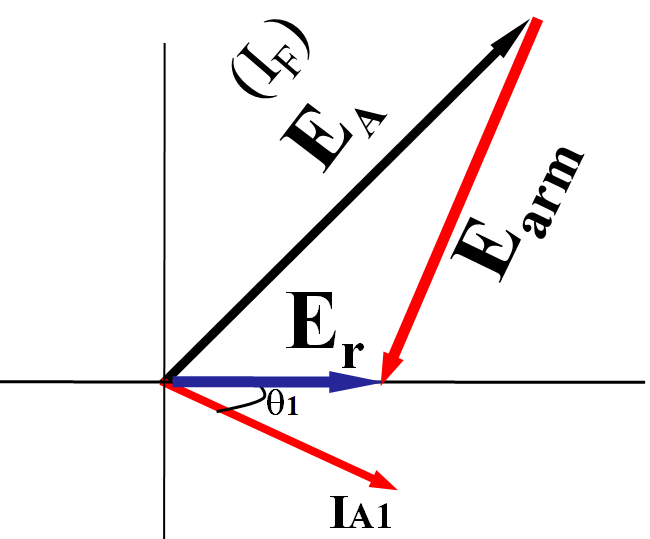 (I_F)
E_A
E_arm
E_r
θ1
IA1